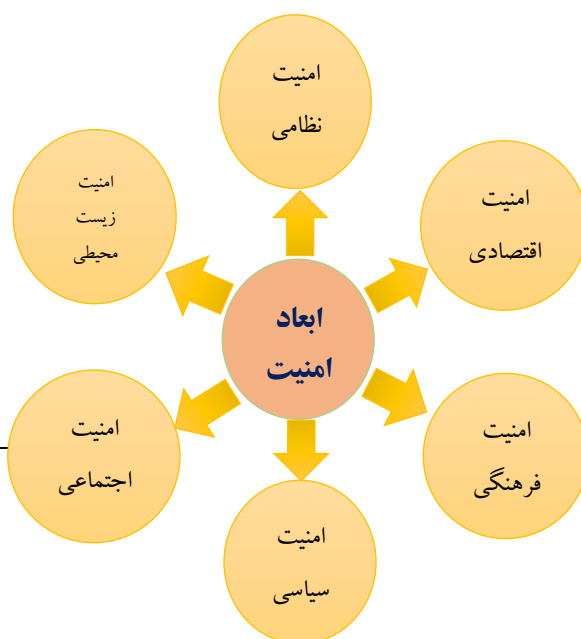 امنیت
نظامی
امنیت
اقتصادی
امنیت
زیست
محیطی
ابعاد
امنیت
امنیت
فرهنگی
امنیت
اجتماعی
امنیت
سیاسی